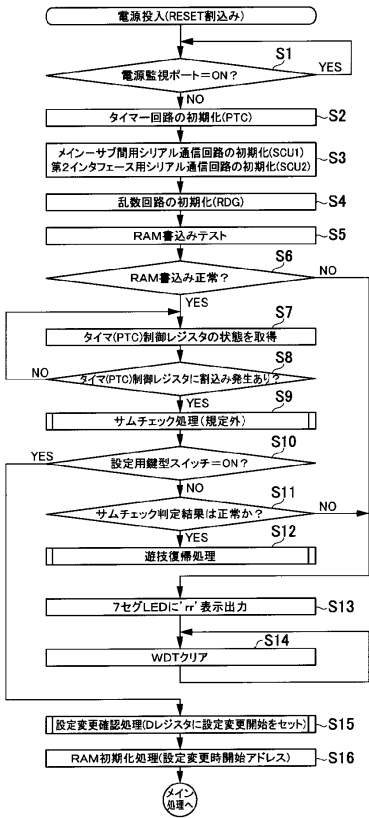 電源投入(RESET割込み)
S1
電源監視ポート=ON?
YES
NO
タイマー回路の初期化(PTC)
S2
メインーサブ間用シリアル通信回路の初期化(SCU1)
第2インタフェース用シリアル通信回路の初期化(SCU2)
S3
乱数回路の初期化(RDG)
S4
RAM書込みテスト
S5
S6
RAM書込み正常?
NO
YES
S7
タイマ(PTC)制御レジスタの状態を取得
S8
タイマ(PTC)制御レジスタに割込み発生あり?
NO
YES
S9
サムチェック処理(規定外)
S10
YES
設定用鍵型スイッチ=ON?
NO
S11
サムチェック判定結果は正常か?
NO
YES
S12
遊技復帰処理
7セグLEDに'rr'表示出力
S13
S14
WDTクリア
設定変更確認処理(Dレジスタに設定変更開始をセット)
S15
RAM初期化処理(設定変更時開始アドレス)
S16
メイン
処理へ